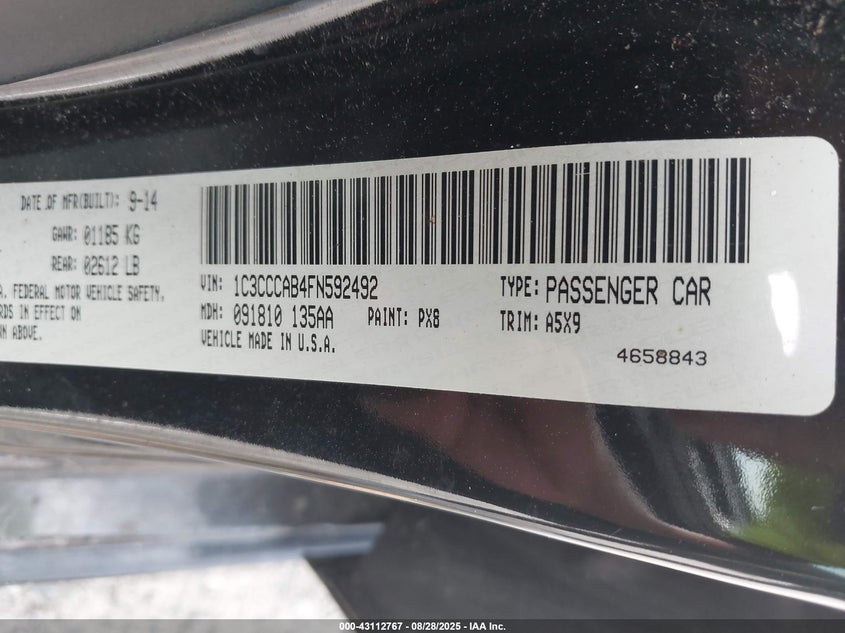 DATE OF MFR(BUILT): 9-14
GAWR: 01185 KG
REAR: 02612 LB
A. FEDERAL MOTOR VEHICLE SAFETY.
RDS IN EFFECT ON
WN ABOVE.
VIN: 1C3CCCAB4FN592492
TYPE: PASSENGER CAR
MDH: 091810 135AA
PAINT: PX8
TRIM: A5X9
VEHICLE MADE IN U.S.A.
4658843
000-43112767 - 08/28/2025 - IAA Inc.